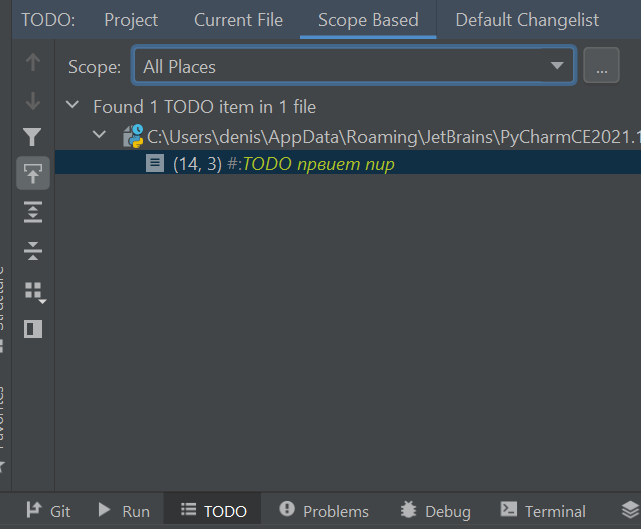 TODO: Project Current File Scope Based Default Changelist
Scope: All Places ...
Found 1 TODO item in 1 file
C:\Users\denis\AppData\Roaming\JetBrains\PyCharmCE2021.1
(14, 3) #:TODO првиет пир
Structure
Favorites
Git Run TODO Problems Debug Terminal